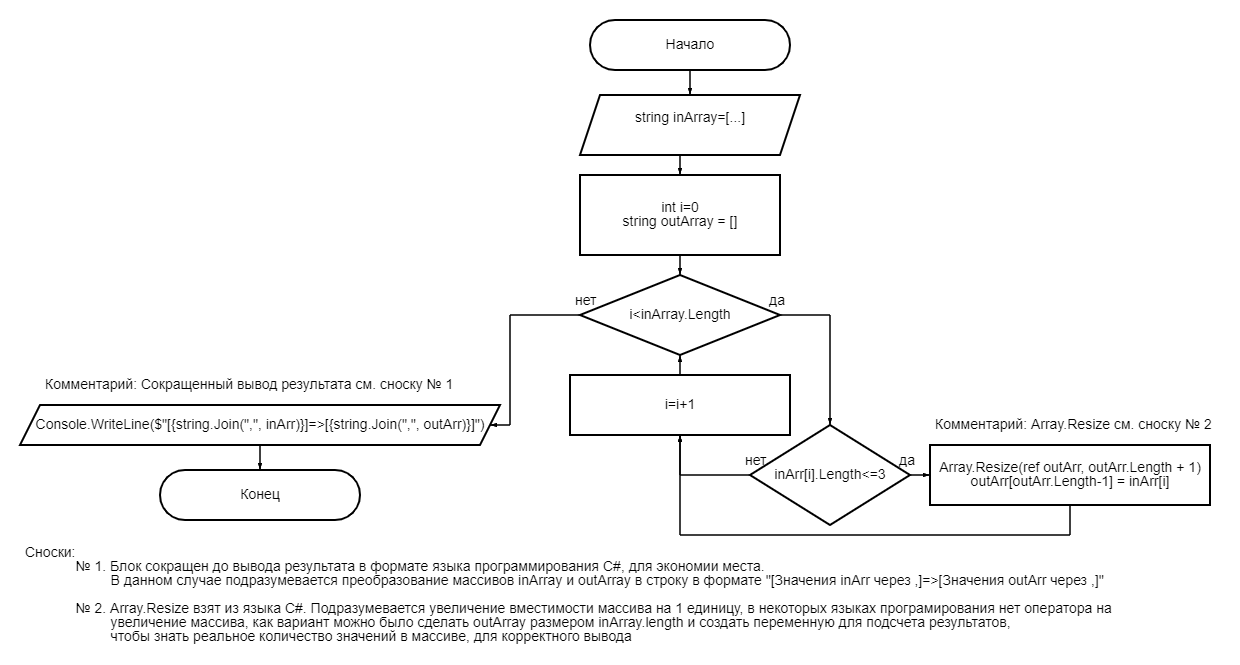 Начало
string inArray=[...]
int i=0
string outArray = []
нет
да
i<inArray.Length
Комментарий: Сокращенный вывод результата см. сноску № 1
Console.WriteLine($"[{string.Join(",", inArr)}]=>[{string.Join(",", outArr)}]")
Конец
i=i+1
нет
да
inArr[i].Length<=3
Комментарий: Array.Resize см. сноску № 2
Array.Resize(ref outArr, outArr.Length + 1)
outArr[outArr.Length-1] = inArr[i]
Сноски:
№ 1. Блок сокращен до вывода результата в формате языка программирования C#, для экономии места.
В данном случае подразумевается преобразование массивов inArray и outArray в строку в формате "[Значения inArr через ,]=>[Значения outArr через ,]"
№ 2. Array.Resize взят из языка C#. Подразумевается увеличение вместимости массива на 1 единицу, в некоторых языках програмирования нет оператора на
увеличение массива, как вариант можно было сделать outArray размером inArray.length и создать переменную для подсчета результатов,
чтобы знать реальное количество значений в массиве, для корректного вывода